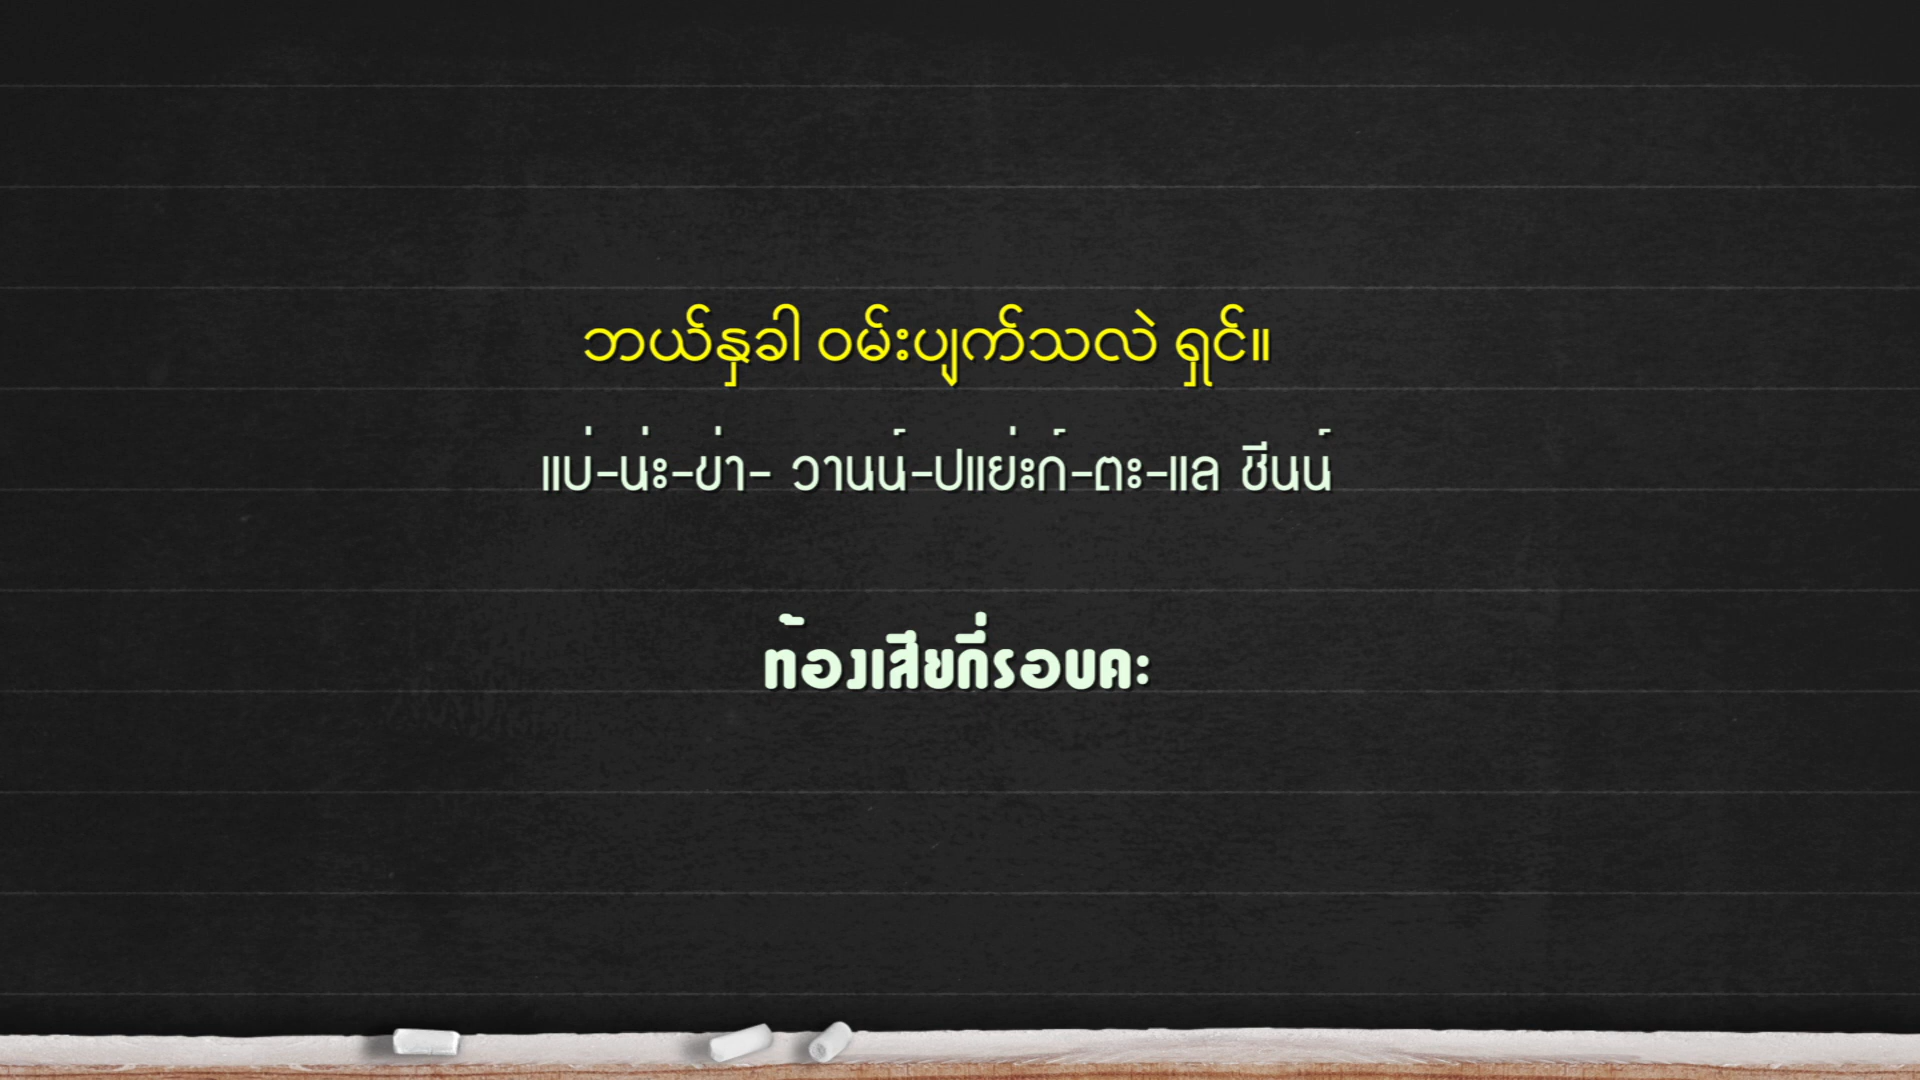 ဘယ်နှခါ ဝမ်းပျက်သလဲ ရှင်။
แบ่-น่ะ-ข่า- วานน์-ปแย่ะก์-ตะ-แล ชีนน์
ท้องเสียกี่รอบคะ